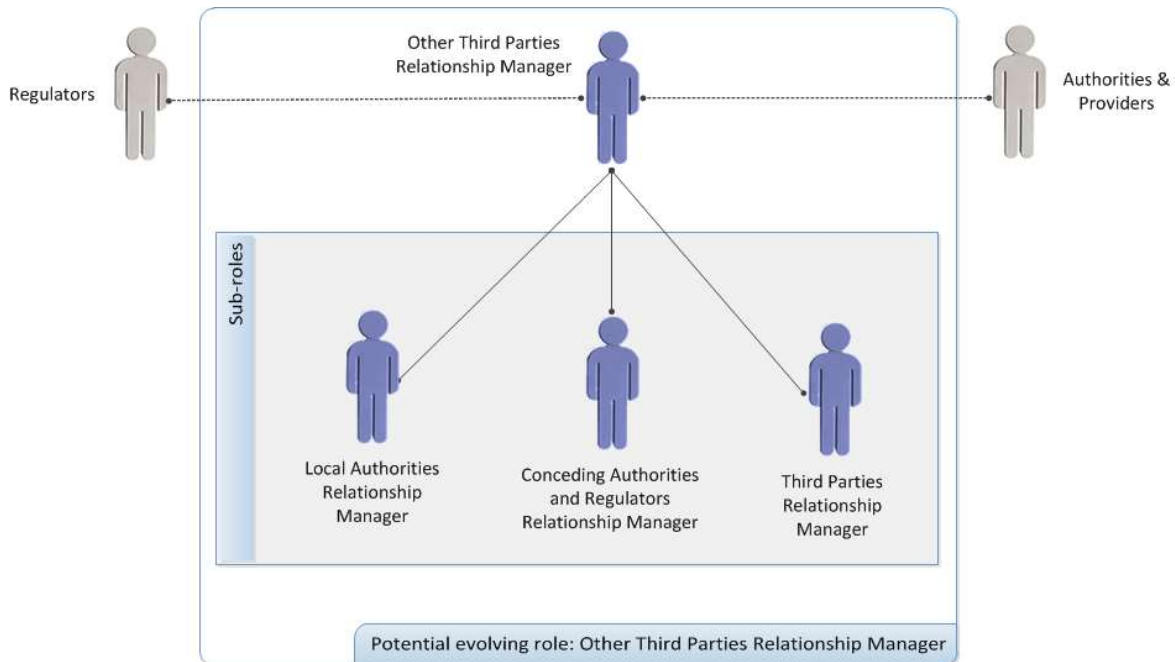 Other Third Parties
Relationship Manager
Regulators
Authorities &
Providers
Sub-roles
Local Authorities
Relationship
Manager
Conceding Authorities
and Regulators
Relationship Manager
Third Parties
Relationship
Manager
Potential evolving role: Other Third Parties Relationship Manager